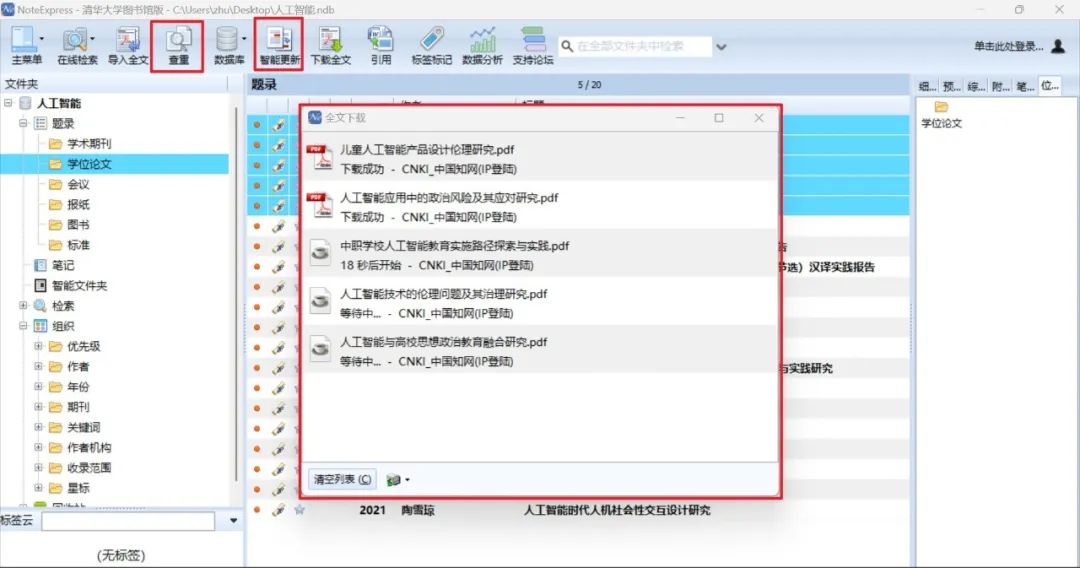 NoteExpress - 清华大学图书馆版 - C:\Users\zhu\Desktop\人工智能.ndb
主菜单 在线检索 导入全文 查重 数据库 智能更新 下载全文 引用 标签标记 数据分析 支持论坛 在全部文件夹中检索 单击此处登录...
文件夹
题录 5 / 20
细... 预... 综... 附... 笔... 位...
人工智能
题录
学术期刊
学位论文
会议
报纸
图书
标准
笔记
智能文件夹
检索
组织
优先级
作者
年份
期刊
关键词
作者机构
收录范围
星标
标签云
(无标签)
全文下载
儿童人工智能产品设计伦理研究.pdf
下载成功 - CNKI_中国知网(IP登陆)
人工智能应用中的政治风险及其应对研究.pdf
下载成功 - CNKI_中国知网(IP登陆)
中职学校人工智能教育实施路径探索与实践.pdf
18 秒后开始 - CNKI_中国知网(IP登陆)
人工智能技术的伦理问题及其治理研究.pdf
等待中... - CNKI_中国知网(IP登陆)
人工智能与高校思想政治教育融合研究.pdf
等待中... - CNKI_中国知网(IP登陆)
清空列表 (C)
选）汉译实践报告
与实践研究
2021 陶雪琼 人工智能时代人机社会性交互设计研究
学位论文